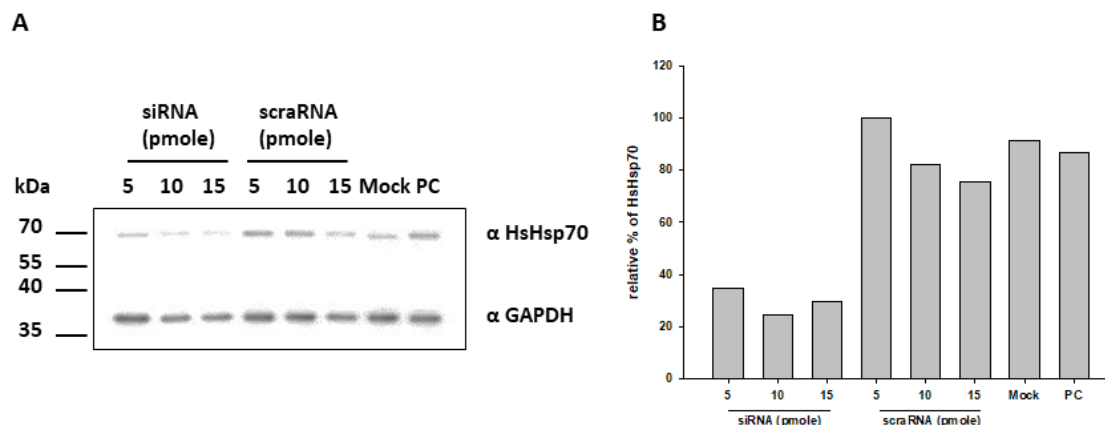 A
siRNA
(pmole)
scraRNA
(pmole)
kDa
5 10 15 5 10 15 Mock PC
70
55
40
35
α HsHsp70
α GAPDH
B
relative % of HsHsp70
120
100
80
60
40
20
0
5 10 15 5 10 15 Mock PC
siRNA (pmole) scraRNA (pmole)